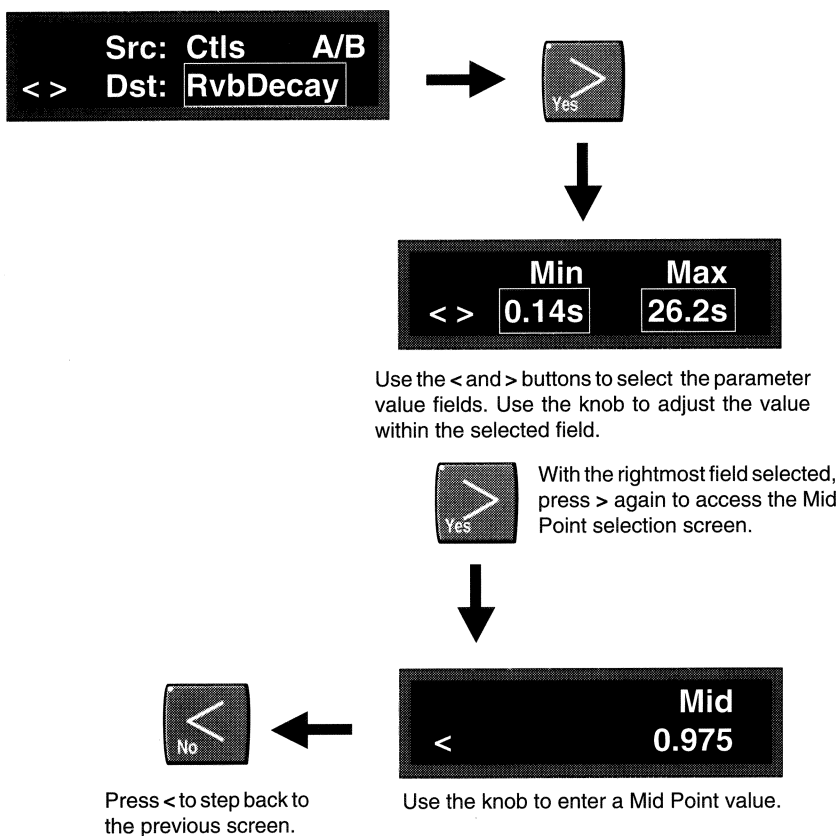 Src: Ctls A/B
< > Dst: RvbDecay
>
Yes
Min Max
< > 0.14s 26.2s
Use the < and > buttons to select the parameter
value fields. Use the knob to adjust the value
within the selected field.
>
Yes
With the rightmost field selected,
press > again to access the Mid
Point selection screen.
Mid
< 0.975
<
No
Use the knob to enter a Mid Point value.
Press < to step back to
the previous screen.